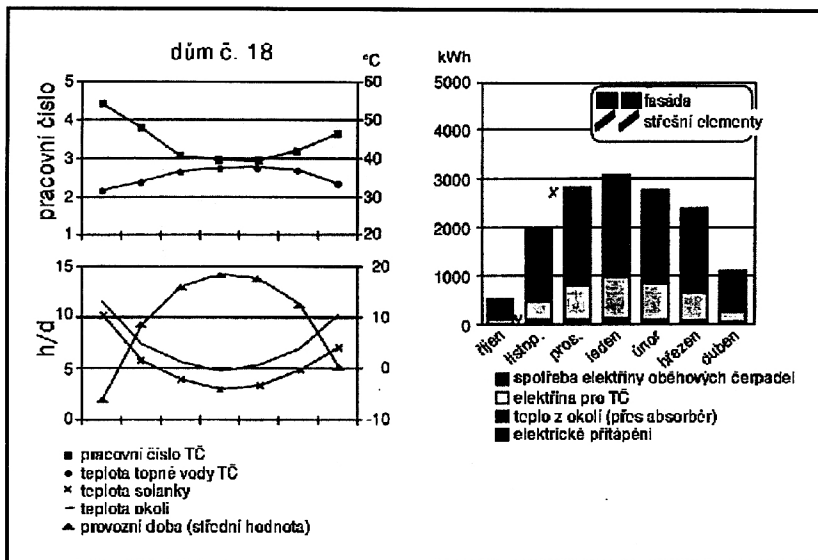 dům č. 18
°C
pracovní číslo
5
4
3
2
1
60
50
40
30
20
h/d
15
10
5
0
20
10
0
-10
pracovní číslo TČ
teplota topné vody TČ
teplota solanky
teplota okolí
provozní doba (střední hodnota)
kWh
5000
4000
3000
2000
1000
0
fasáda
střešní elementy
říjen
listop.
pros.
leden
únor
březen
duben
spotřeba elektřiny oběhových čerpadel
elektřina pro TČ
teplo z okolí (přes absorbér)
elektrické přitápění